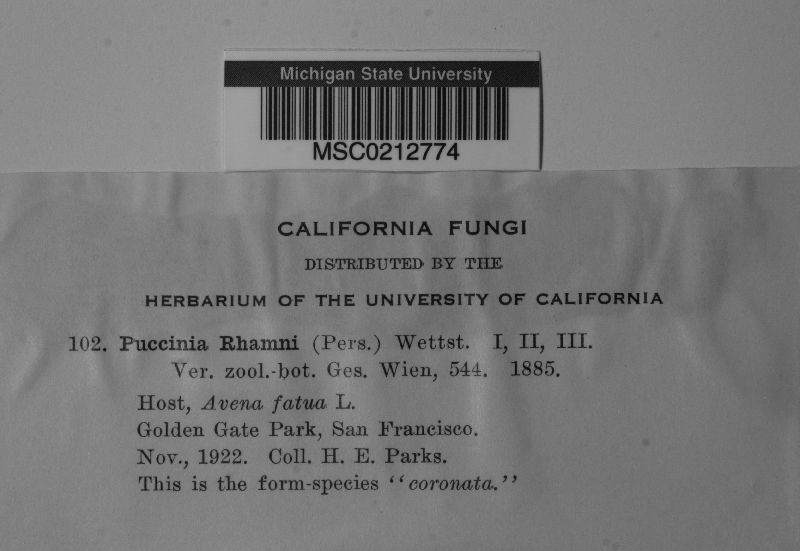 Michigan State University
MSC0212774
CALIFORNIA FUNGI
DISTRIBUTED BY THE
HERBARIUM OF THE UNIVERSITY OF CALIFORNIA
102. Puccinia Rhamni (Pers.) Wettst. I, II, III.
Ver. zool.-bot. Ges. Wien, 544. 1885.
Host, Avena fatua L.
Golden Gate Park, San Francisco.
Nov., 1922. Coll. H. E. Parks.
This is the form-species "coronata."